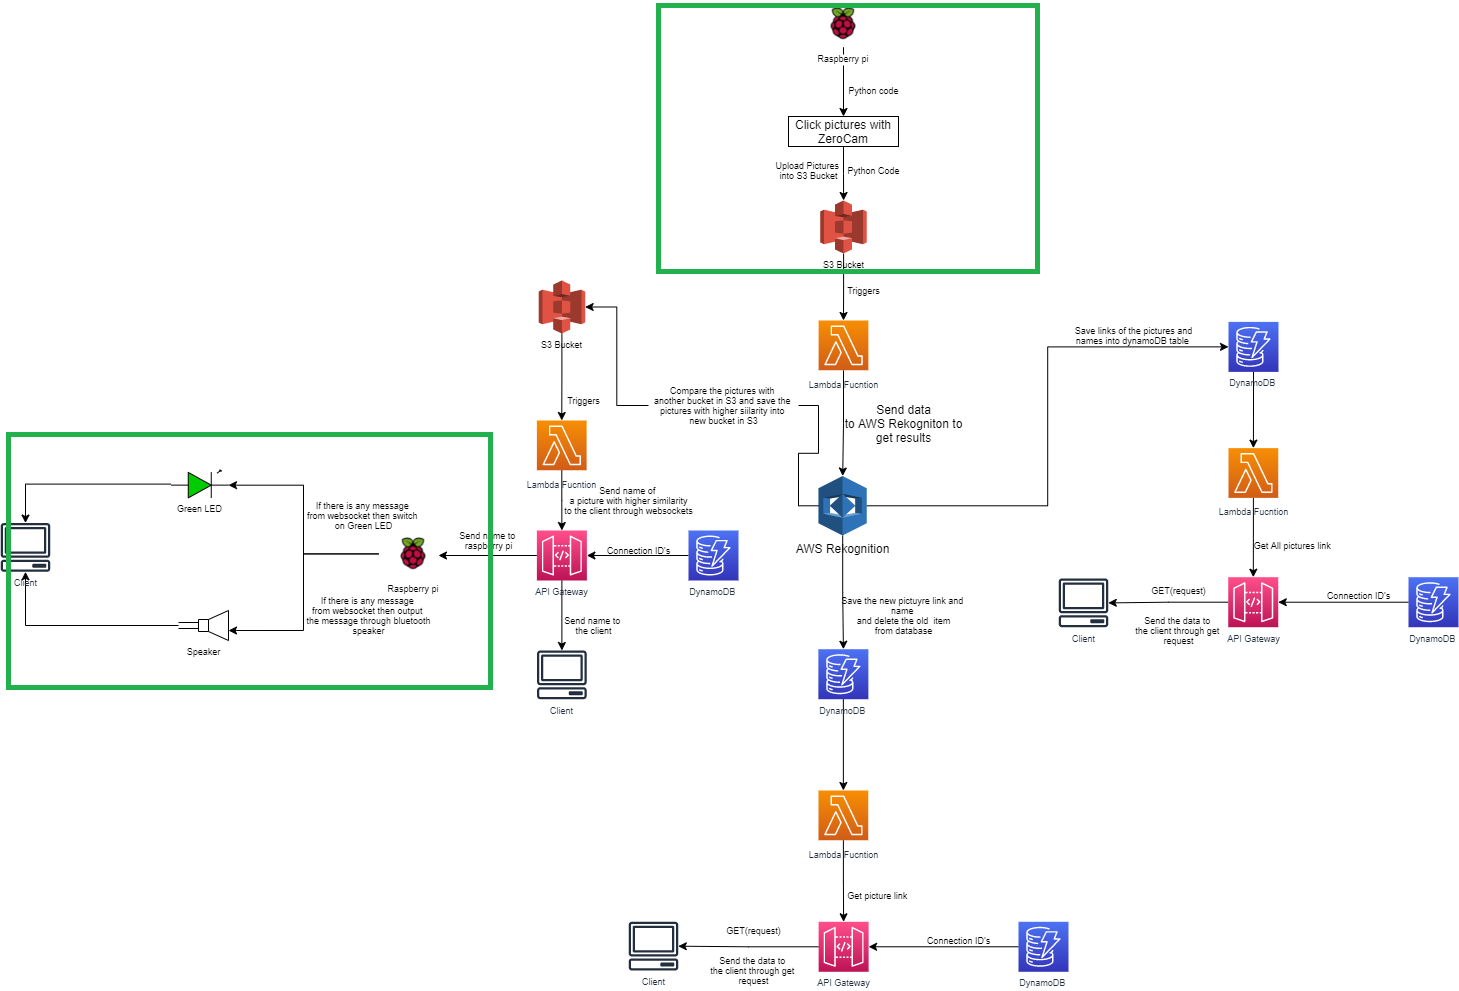 Raspberry pi
Python code
Click pictures with
ZeroCam
Upload Pictures
into S3 Bucket
Python Code
S3 Bucket
Triggers
Lambda Fucntion
Send data
to AWS Rekogniton to
get results
AWS Rekognition
Compare the pictures with
another bucket in S3 and save the
pictures with higher siilarity into
new bucket in S3
S3 Bucket
Triggers
Lambda Fucntion
Send name of
a picture with higher similarity
to the client through websockets
API Gateway
Connection ID's
DynamoDB
Send name to
the client
Client
Send name to
raspberry pi
Raspberry pi
If there is any message
from websocket then switch
on Green LED
Green LED
Client
If there is any message
from websocket then output
the message through bluetooth
speaker
Speaker
Save links of the pictures and
names into dynamoDB table
DynamoDB
Lambda Fucntion
Get All pictures link
API Gateway
Connection ID's
DynamoDB
GET(request)
Send the data to
the client through get
request
Client
Save the new pictuyre link and
name
and delete the old item
from database
DynamoDB
Lambda Fucntion
Get picture link
API Gateway
Connection ID's
DynamoDB
GET(request)
Send the data to
the client through get
request
Client